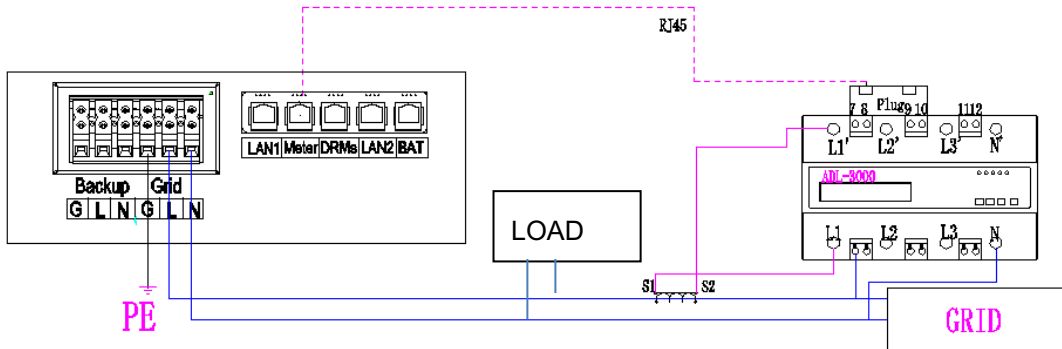 RJ45
7 8 Plug 9 10 11 12
L1' L2' L3' N'
LAN1 Meter DRMs LAN2 BAT
ADL-3000
Backup Grid
G L N G L N
LOAD
L1 L2 L3 N
S1 S2
PE
GRID